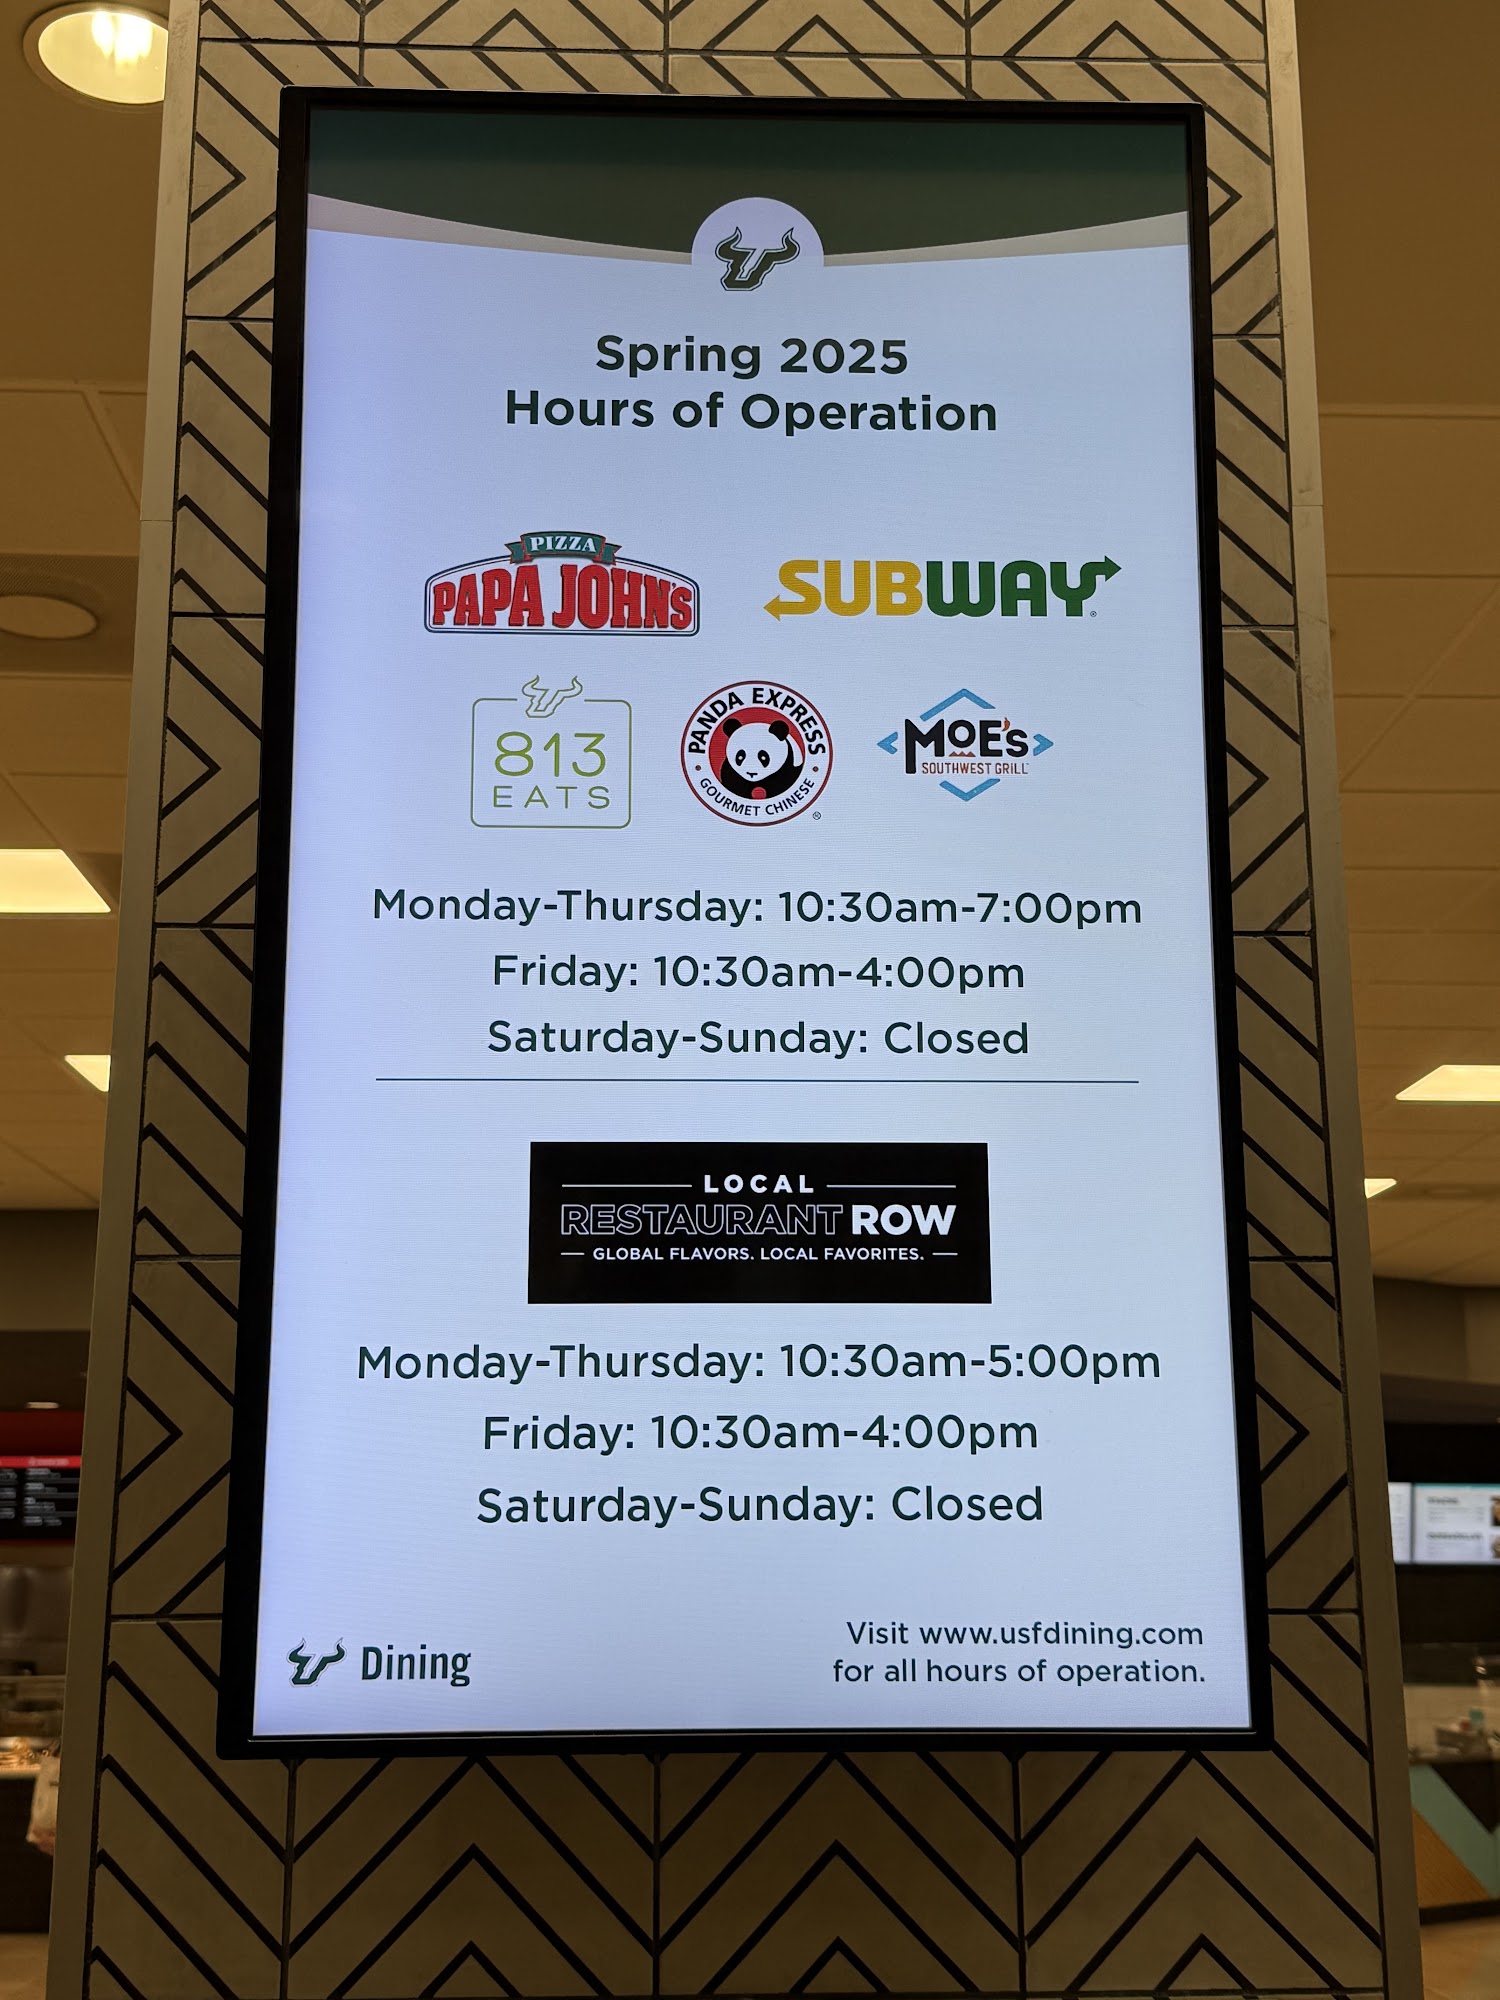 Spring 2025
Hours of Operation
PIZZA
PAPA JOHN'S
SUBWAY
813
EATS
PANDA EXPRESS
GOURMET CHINESE
MOE'S
SOUTHWEST GRILL
Monday-Thursday: 10:30am-7:00pm
Friday: 10:30am-4:00pm
Saturday-Sunday: Closed
LOCAL
RESTAURANT ROW
GLOBAL FLAVORS. LOCAL FAVORITES.
Monday-Thursday: 10:30am-5:00pm
Friday: 10:30am-4:00pm
Saturday-Sunday: Closed
Dining
Visit www.usfdining.com
for all hours of operation.